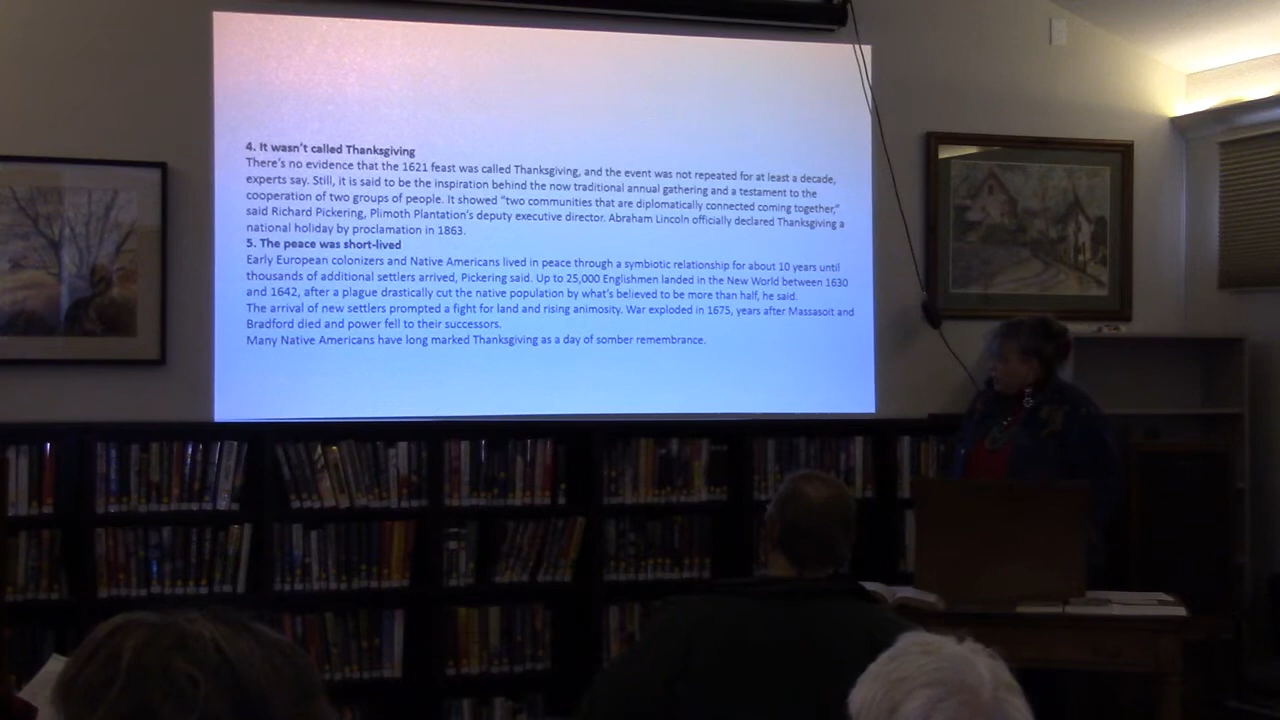 4. It wasn't called Thanksgiving
There's no evidence that the 1621 feast was called Thanksgiving, and the event was not repeated for at least a decade,
experts say. Still, it is said to be the inspiration behind the now traditional annual gathering and a testament to the
cooperation of two groups of people. It showed "two communities that are diplomatically connected coming together,"
said Richard Pickering, Plimoth Plantation's deputy executive director. Abraham Lincoln officially declared Thanksgiving a
national holiday by proclamation in 1863.
5. The peace was short-lived
Early European colonizers and Native Americans lived in peace through a symbiotic relationship for about 10 years until
thousands of additional settlers arrived, Pickering said. Up to 25,000 Englishmen landed in the New World between 1630
and 1642, after a plague drastically cut the native population by what's believed to be more than half, he said.
The arrival of new settlers prompted a fight for land and rising animosity. War exploded in 1675, years after Massasoit and
Bradford died and power fell to their successors.
Many Native Americans have long marked Thanksgiving as a day of somber remembrance.